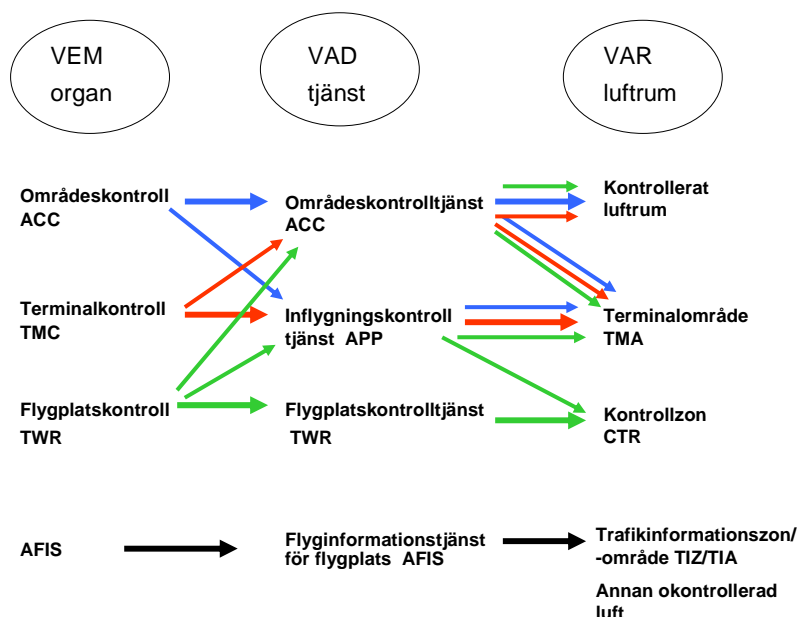 VEM
organ
VAD
tjänst
VAR
luftrum
Områdeskontroll
ACC
Områdeskontrolltjänst
ACC
Kontrollerat
luftrum
Terminalkontroll
TMC
Inflygningskontroll
tjänst APP
Terminalområde
TMA
Flygplatskontroll
TWR
Flygplatskontrolltjänst
TWR
Kontrollzon
CTR
AFIS
Flyginformationstjänst
för flygplats AFIS
Trafikinformationszon/
-område TIZ/TIA
Annan okontrollerad
luft